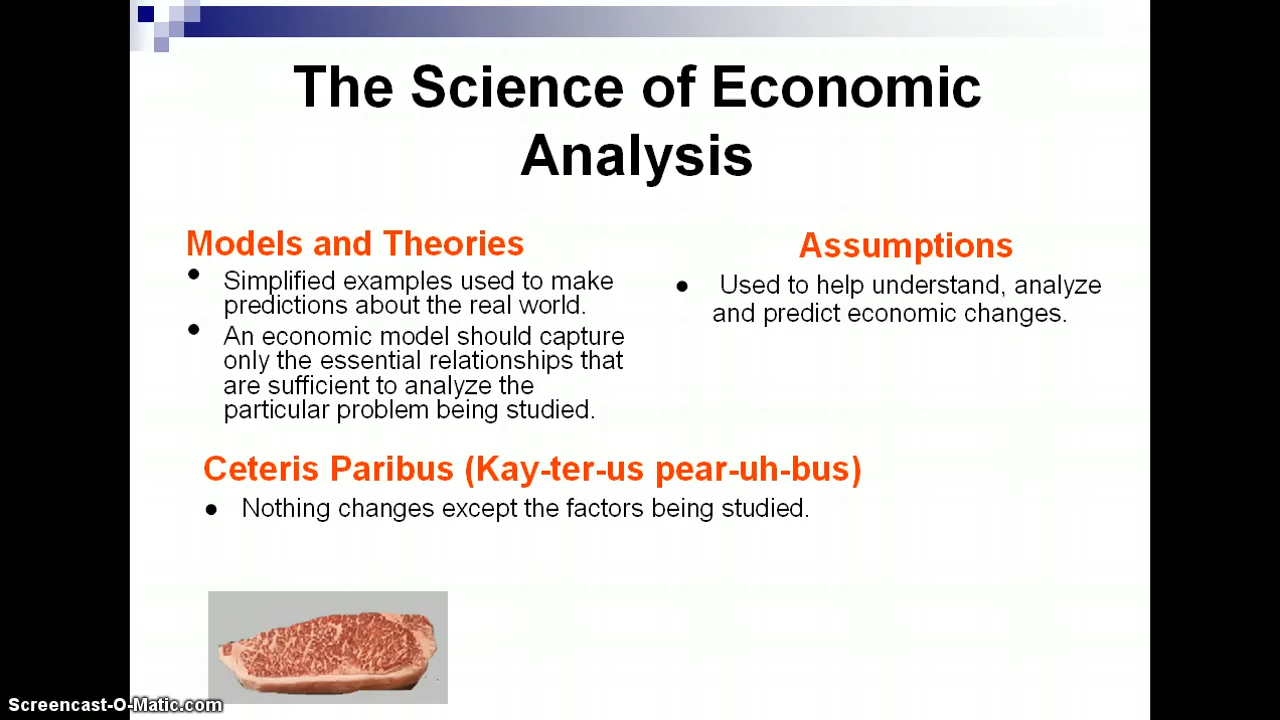 The Science of Economic
Analysis
Models and Theories
• Simplified examples used to make
predictions about the real world.
• An economic model should capture
only the essential relationships that
are sufficient to analyze the
particular problem being studied.
Assumptions
• Used to help understand, analyze
and predict economic changes.
Ceteris Paribus (Kay-ter-us pear-uh-bus)
• Nothing changes except the factors being studied.
Screencast-O-Matic.com